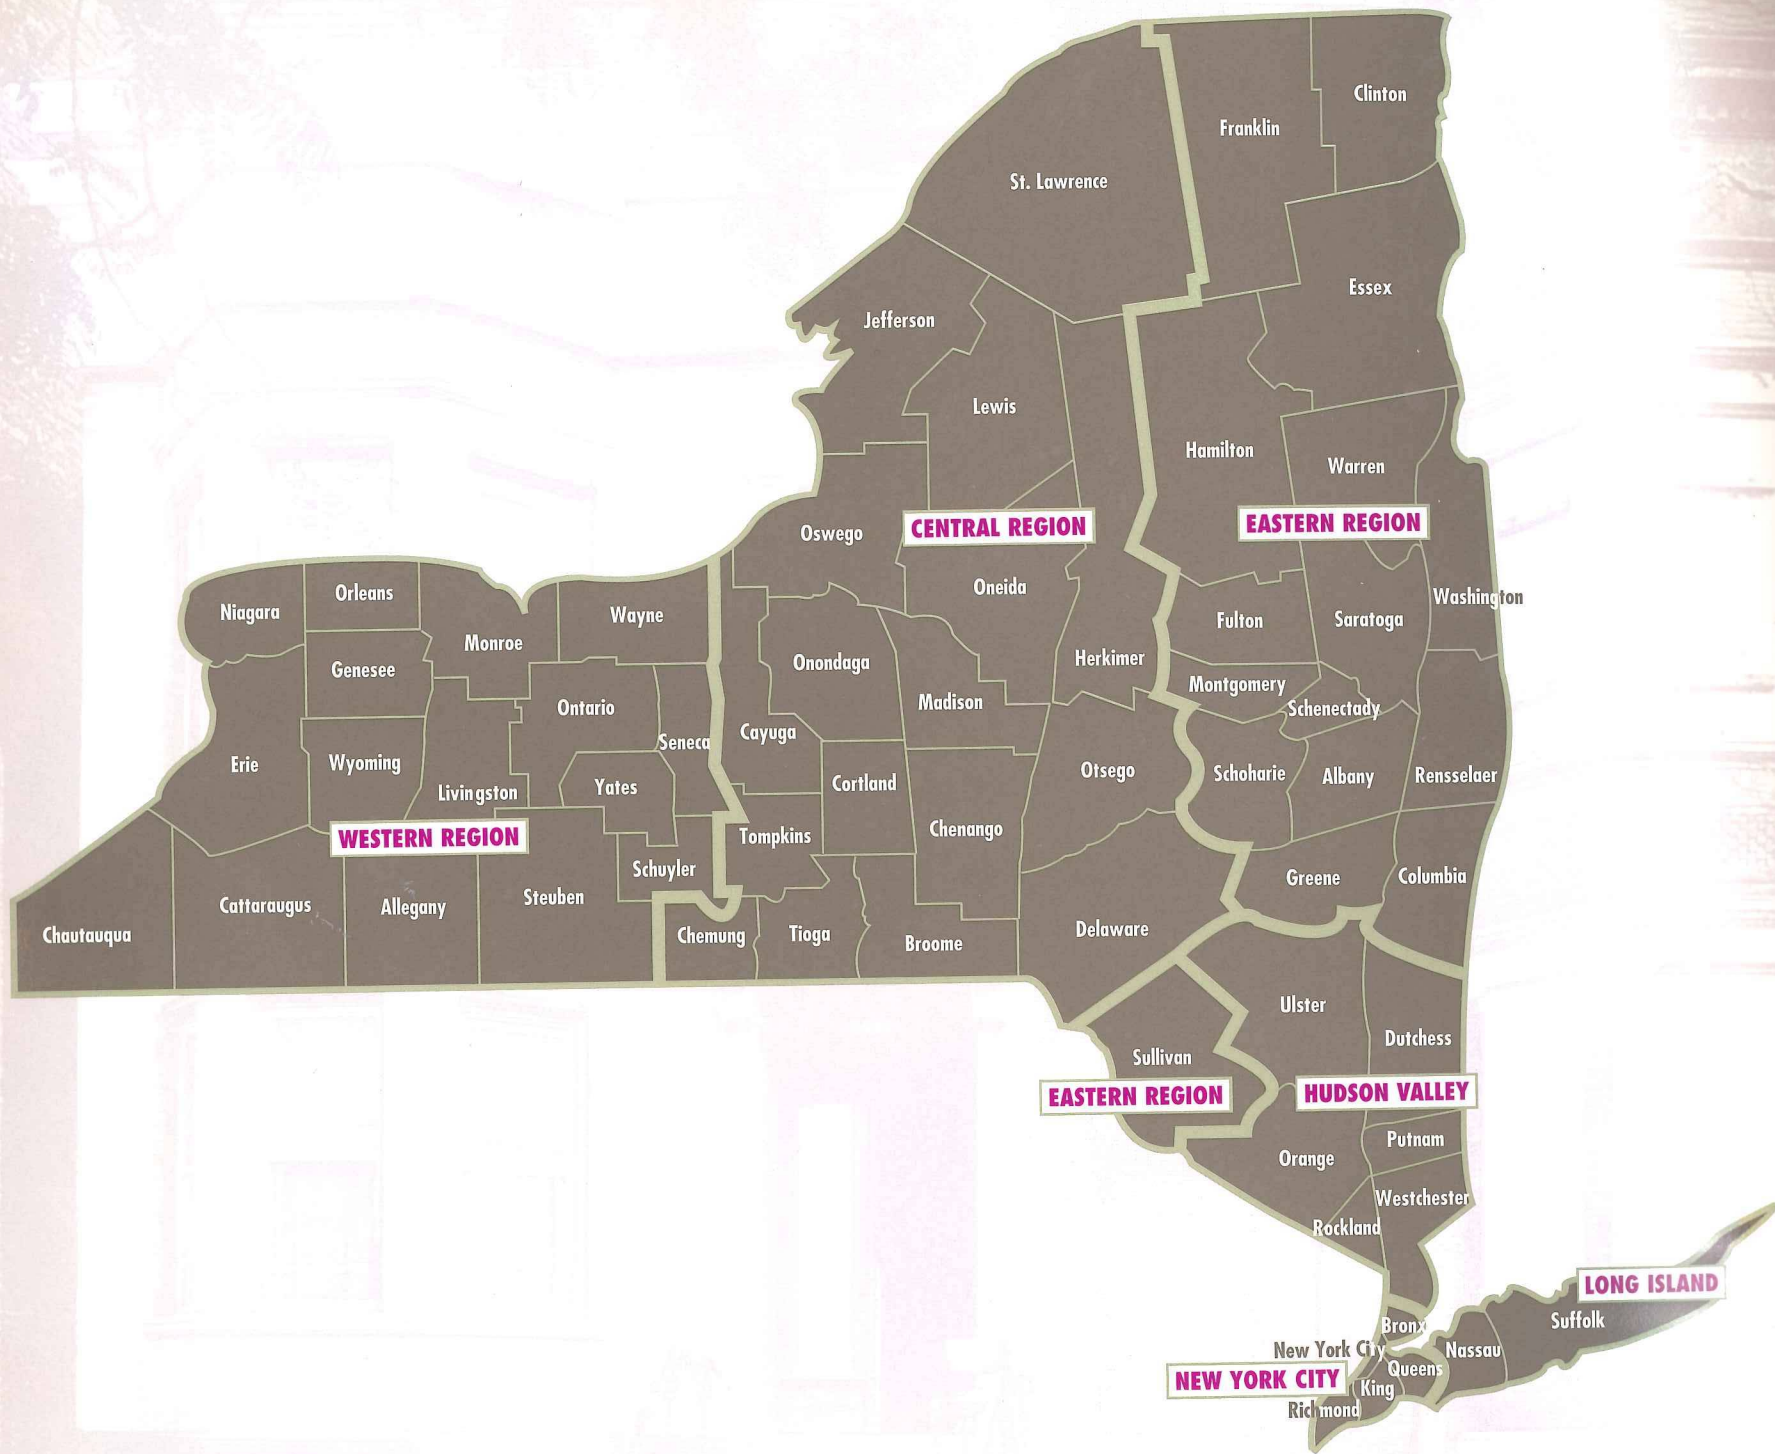 Clinton
Franklin
St. Lawrence
Essex
Jefferson
Lewis
Hamilton
Warren
CENTRAL REGION
EASTERN REGION
Oswego
Oneida
Washington
Orleans
Niagara
Wayne
Fulton
Saratoga
Monroe
Genesee
Onondaga
Herkimer
Montgomery
Madison
Ontario
Schenectady
Cayuga
Seneca
Erie
Wyoming
Otsego
Schoharie
Albany
Rensselaer
Livingston
Yates
Cortland
WESTERN REGION
Tompkins
Chenango
Schuyler
Greene
Columbia
Steuben
Cattaraugus
Allegany
Chautauqua
Chemung
Tioga
Broome
Delaware
Ulster
Dutchess
Sullivan
EASTERN REGION
HUDSON VALLEY
Putnam
Orange
Westchester
Rockland
LONG ISLAND
Suffolk
Bronx
New York City
Nassau
Queens
NEW YORK CITY
King
Richmond